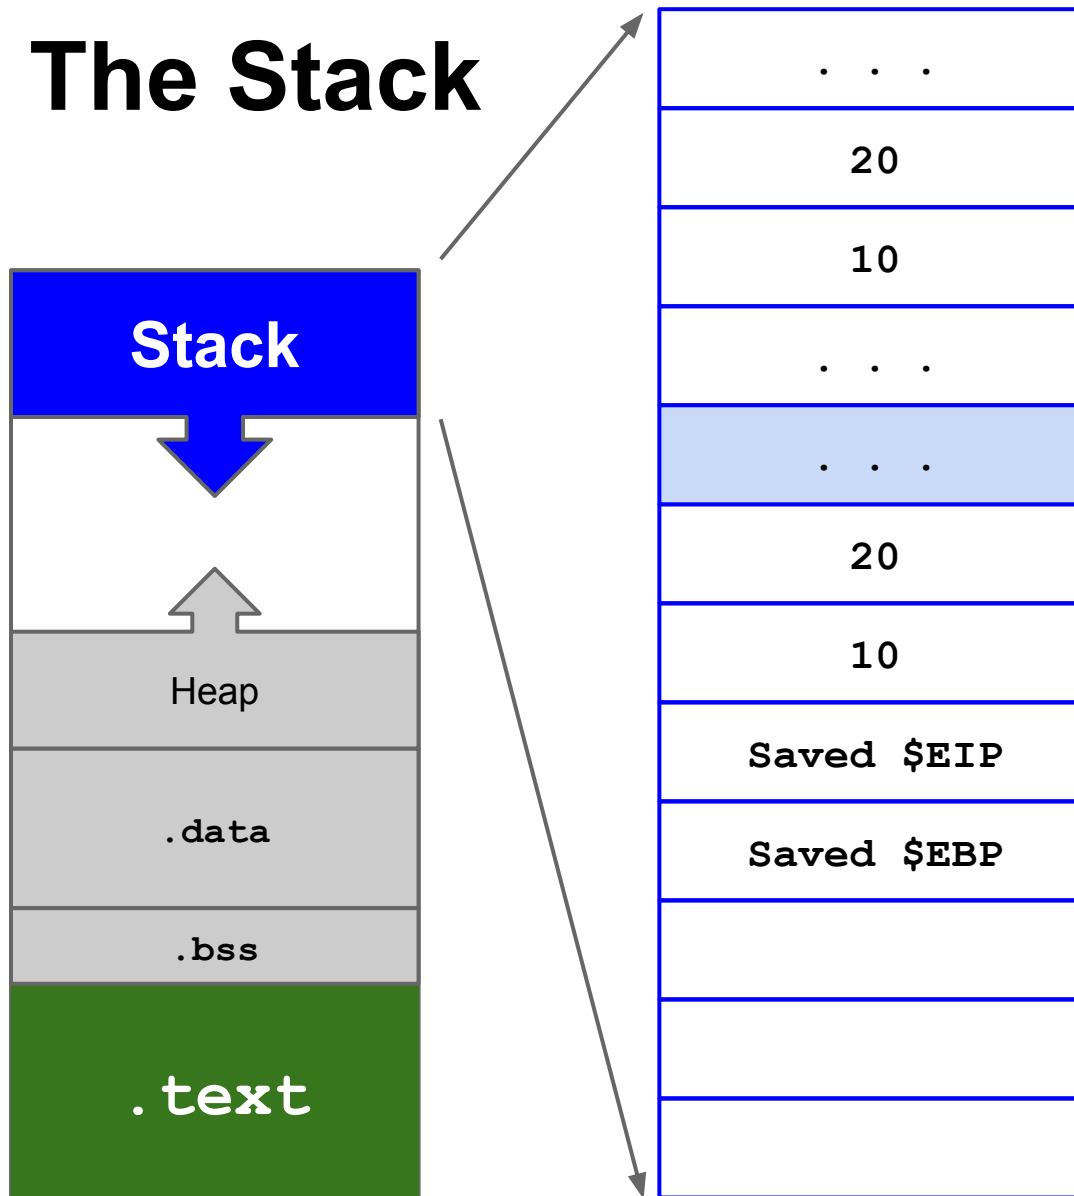 The Stack
Stack
Heap
.data
.bss
.text
. . .
20
10
. . .
. . .
20
10
Saved $EIP
Saved $EBP